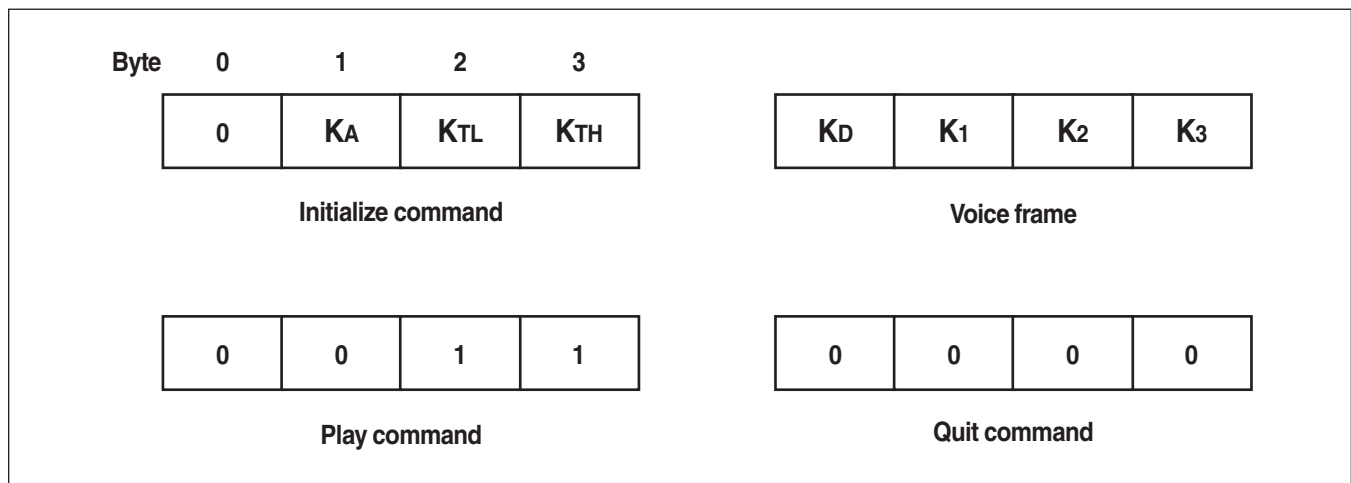 Byte 0 1 2 3
0 KA KTL KTH KD K1 K2 K3
Initialize command Voice frame
0 0 1 1 0 0 0 0
Play command Quit command